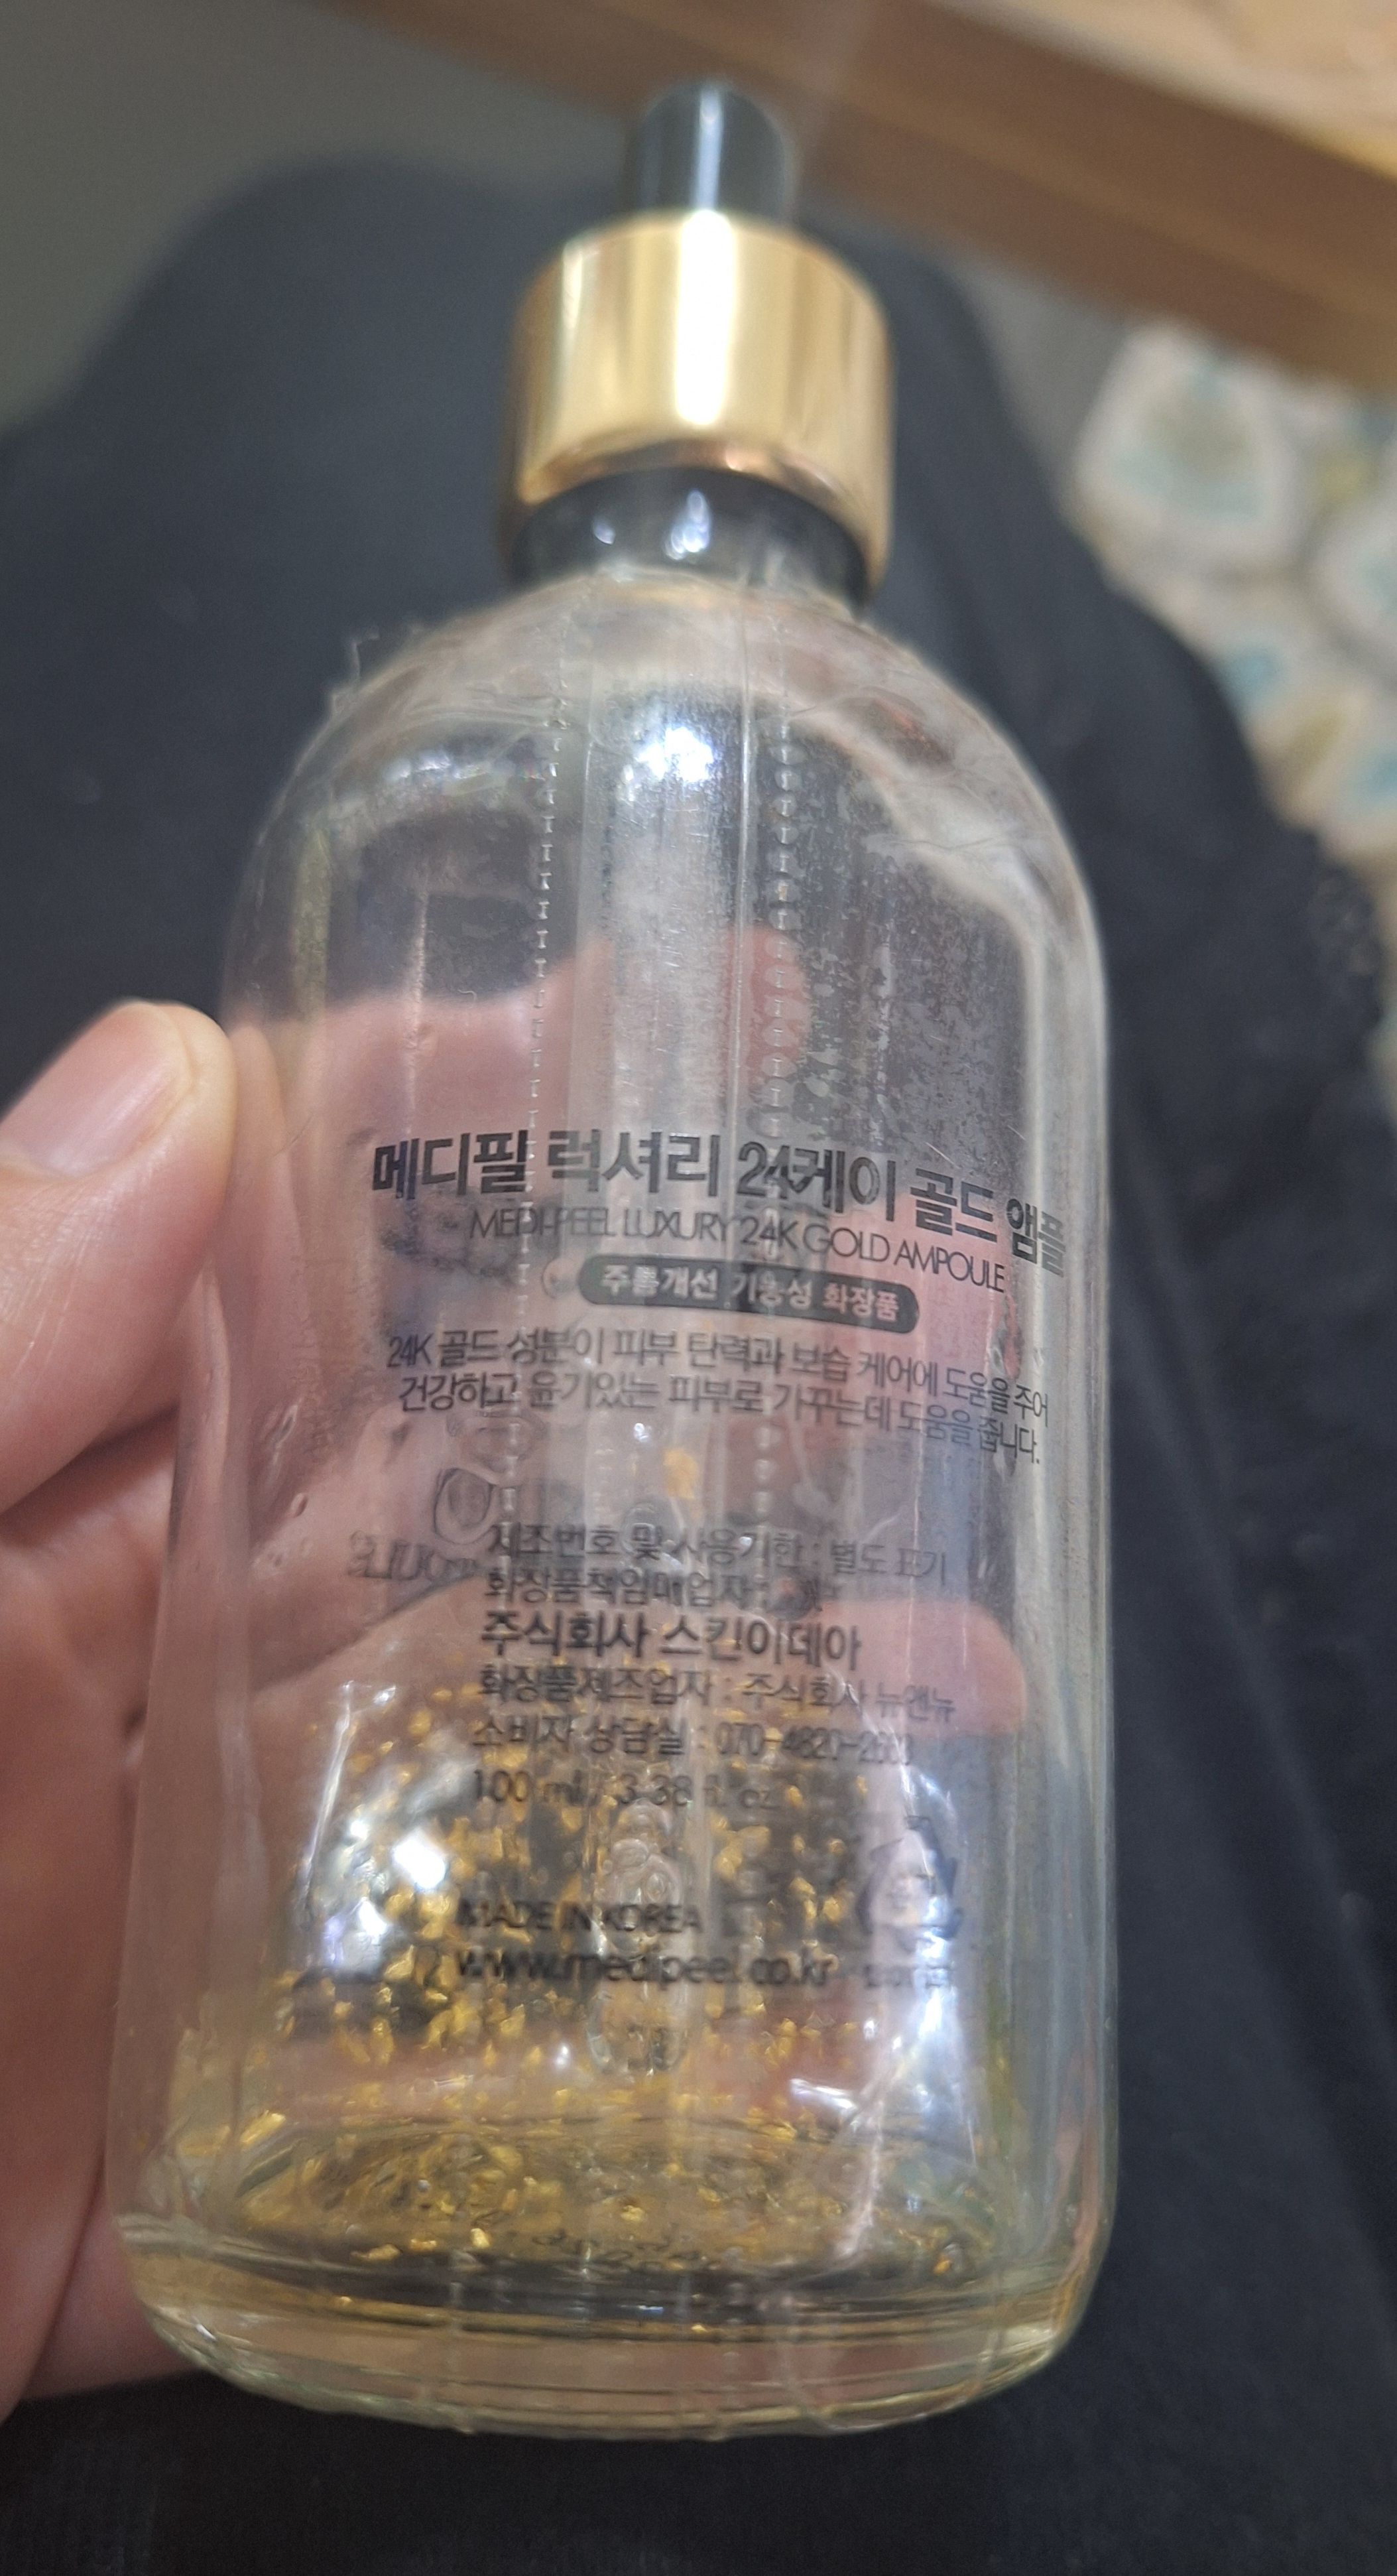 메디필 럭셔리 24케이 골드 앰플
MEDI-PEEL LUXURY 24K GOLD AMPOULE
주름개선 기능성 화장품
24K 골드 성분이 피부 탄력과 보습 케어에 도움을 주어
건강하고 윤기있는 피부로 가꾸는데 도움을 줍니다.
제조번호 및 사용기한 : 별도 표기
화장품책임판매업자 :
주식회사 스킨이데아
화장품제조업자 : 주식회사 뉴앤뉴
소비자 상담실 :
100 ml / 3.38 fl. oz
MADE IN KOREA
www.medipeel.co.kr